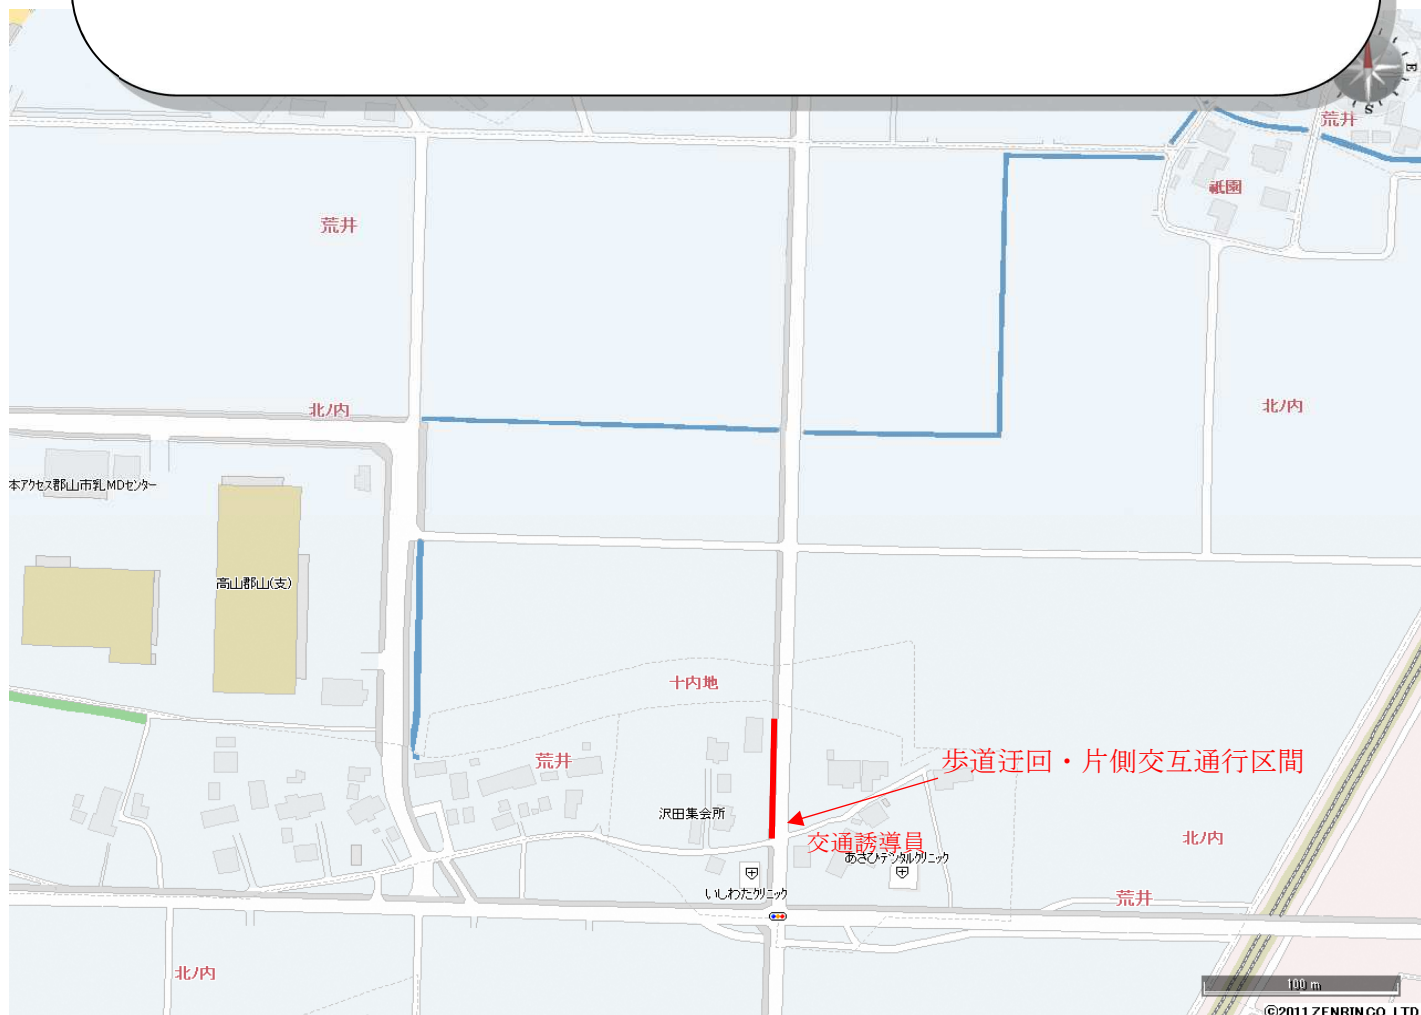 E
S
荒井
祇園
荒井
北ノ内
北ノ内
本アクセス郡山市乳MDセンター
高山郡山(支)
十内地
荒井
歩道迂回・片側交互通行区間
沢田集会所
交通誘導員
あさひデンタルクリニック
北ノ内
いしわたクリニック
荒井
北ノ内
100 m
©2011 ZENRIN CO., LTD